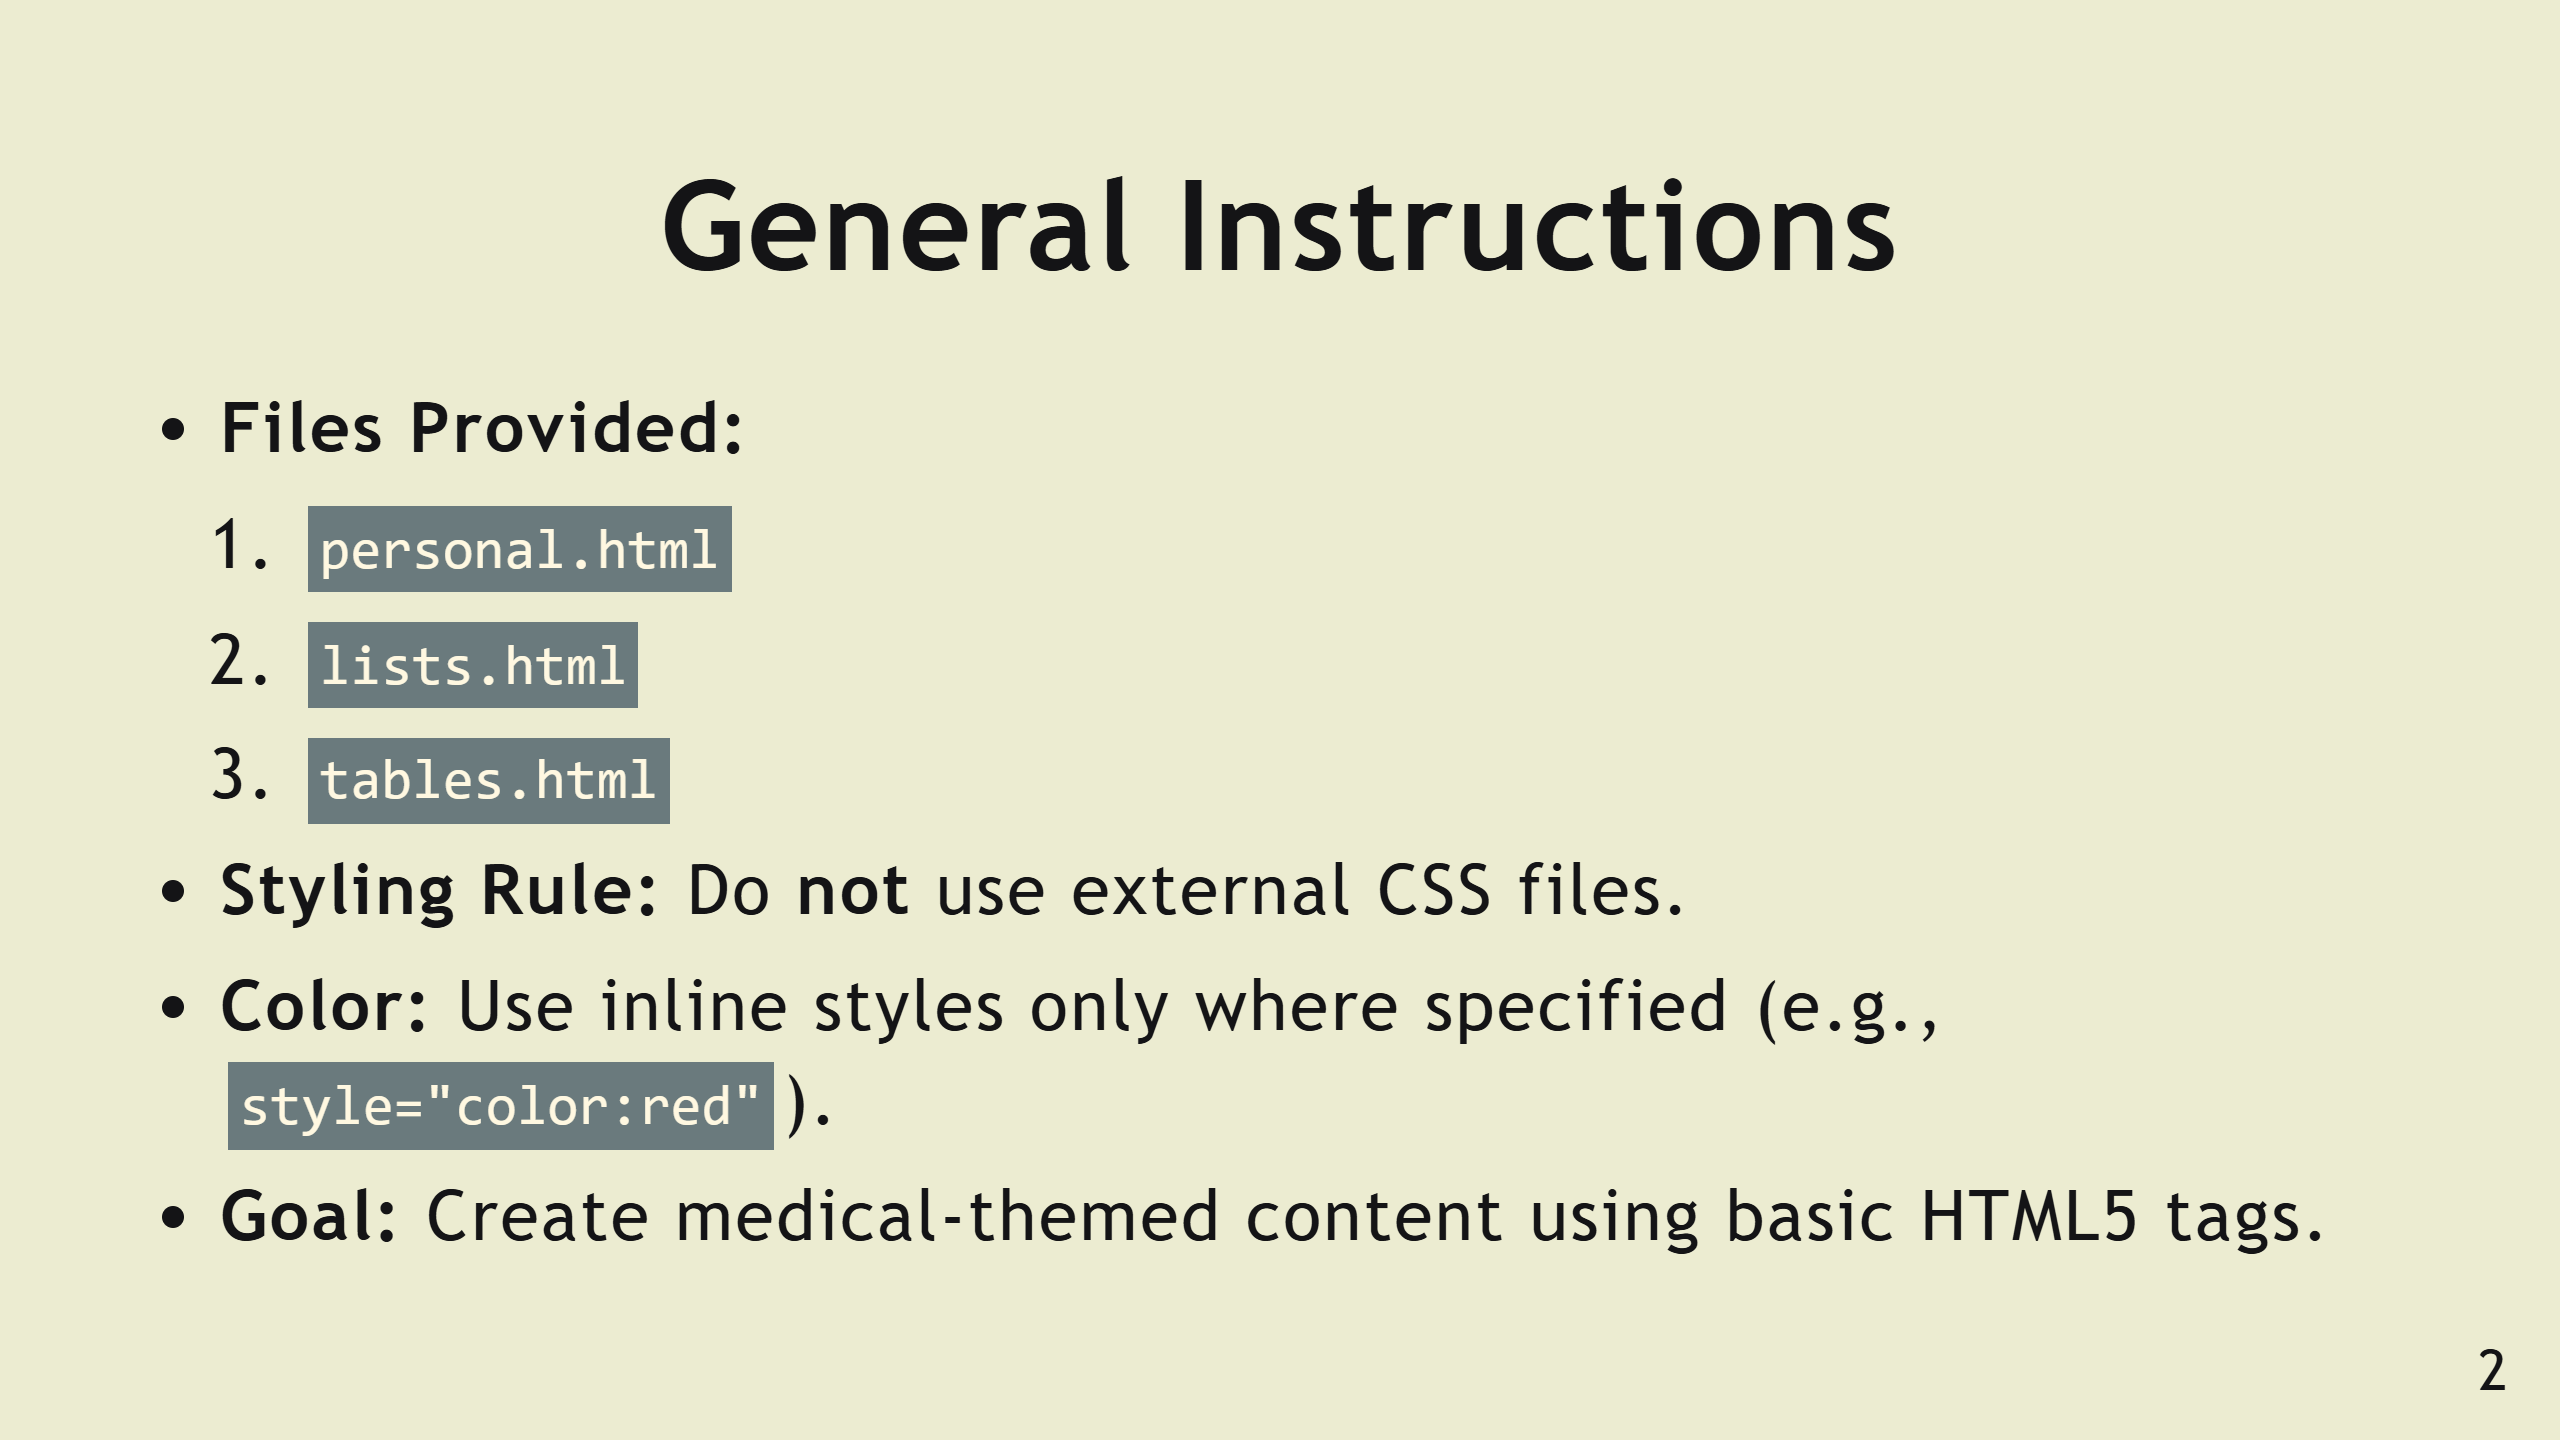 General Instructions
• Files Provided:
1. personal.html
2. lists.html
3. tables.html
• Styling Rule: Do not use external CSS files.
• Color: Use inline styles only where specified (e.g.,
style="color:red" ).
• Goal: Create medical-themed content using basic HTML5 tags.
2